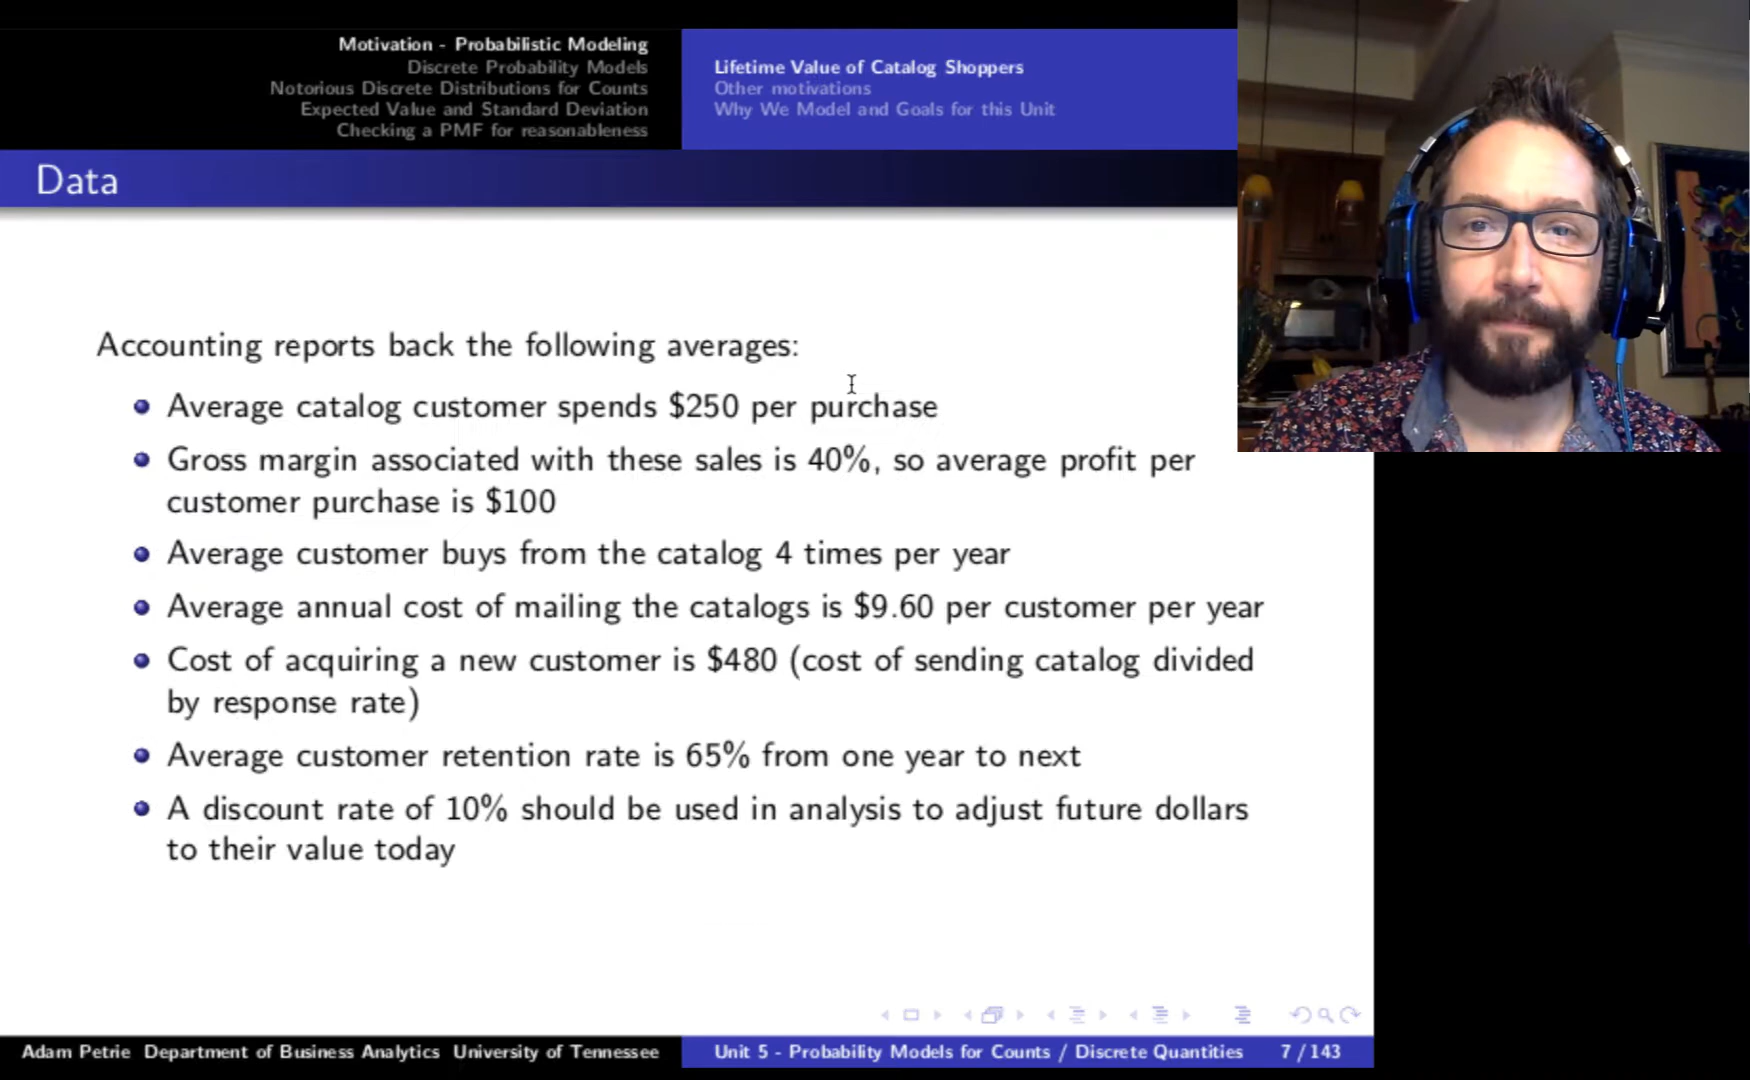 Motivation - Probabilistic Modeling
Discrete Probability Models
Notorious Discrete Distributions for Counts
Expected Value and Standard Deviation
Checking a PMF for reasonableness
Lifetime Value of Catalog Shoppers
Other motivations
Why We Model and Goals for this Unit
Data
Accounting reports back the following averages:
Average catalog customer spends $250 per purchase
Gross margin associated with these sales is 40%, so average profit per
customer purchase is $100
Average customer buys from the catalog 4 times per year
Average annual cost of mailing the catalogs is $9.60 per customer per year
Cost of acquiring a new customer is $480 (cost of sending catalog divided
by response rate)
Average customer retention rate is 65% from one year to next
A discount rate of 10% should be used in analysis to adjust future dollars
to their value today
Adam Petrie Department of Business Analytics University of Tennessee
Unit 5 - Probability Models for Counts / Discrete Quantities 7 / 143